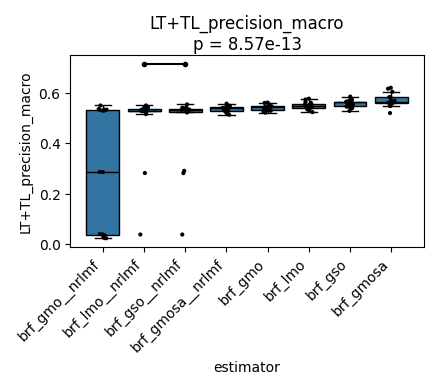 LT+TL_precision_macro
p = 8.57e-13
LT+TL_precision_macro
0.6
0.4
0.2
0.0
brf_gmo__nrlmf
brf_lmo__nrlmf
brf_gso__nrlmf
brf_gmosa__nrlmf
brf_gmo
brf_lmo
brf_gso
brf_gmosa
estimator